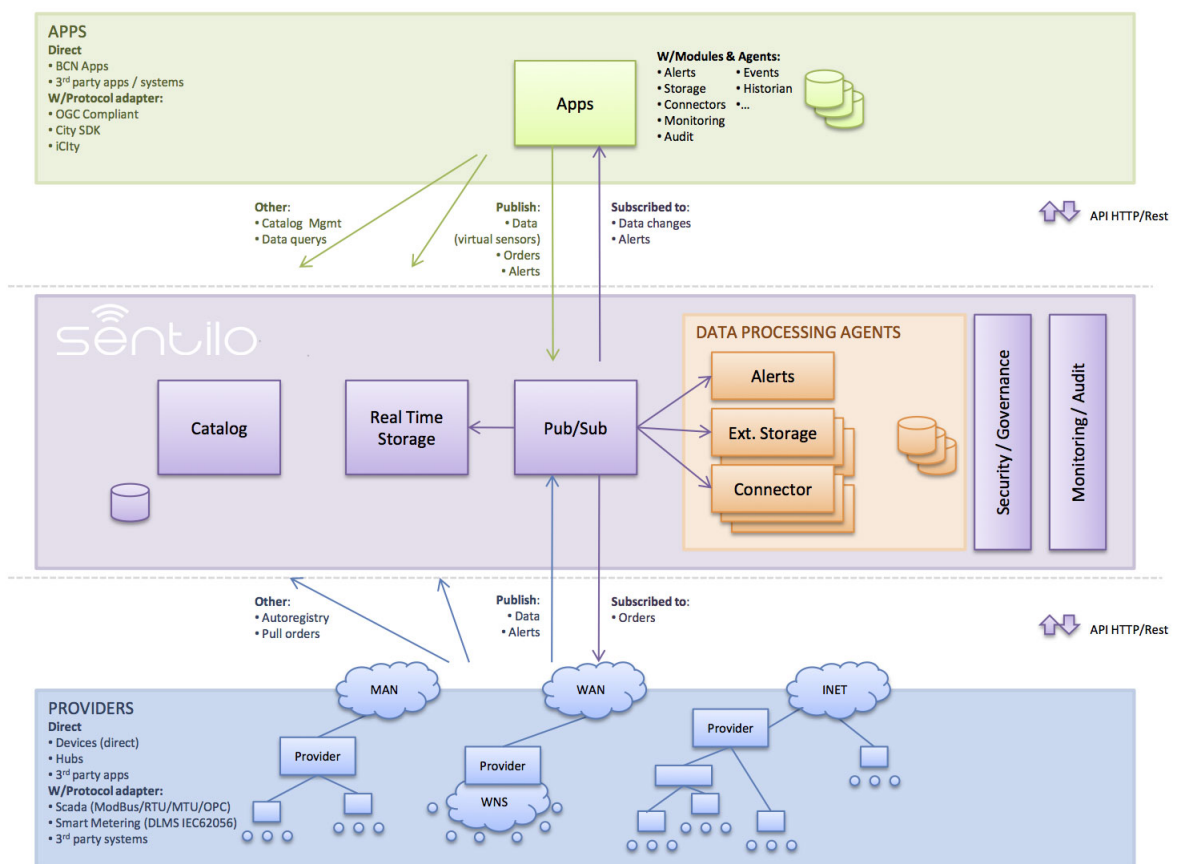 APPS
Direct
• BCN Apps
• 3rd party apps / systems
W/Protocol adapter:
• OGC Compliant
• City SDK
• iCIty
Apps
W/Modules & Agents:
• Alerts
• Storage
• Connectors
• Monitoring
• Audit
• Events
• Historian
•...
Other:
• Catalog Mgmt
• Data querys
Publish:
• Data
(virtual sensors)
• Orders
• Alerts
Subscribed to:
• Data changes
• Alerts
API HTTP/Rest
sentilo
Catalog
Real Time
Storage
Pub/Sub
DATA PROCESSING AGENTS
Alerts
Ext. Storage
Connector
Security / Governance
Monitoring / Audit
Other:
• Autoregistry
• Pull orders
Publish:
• Data
• Alerts
Subscribed to:
• Orders
API HTTP/Rest
PROVIDERS
Direct
• Devices (direct)
• Hubs
• 3rd party apps
W/Protocol adapter:
• Scada (ModBus/RTU/MTU/OPC)
• Smart Metering (DLMS IEC62056)
• 3rd party systems
MAN
Provider
WAN
Provider
WNS
INET
Provider